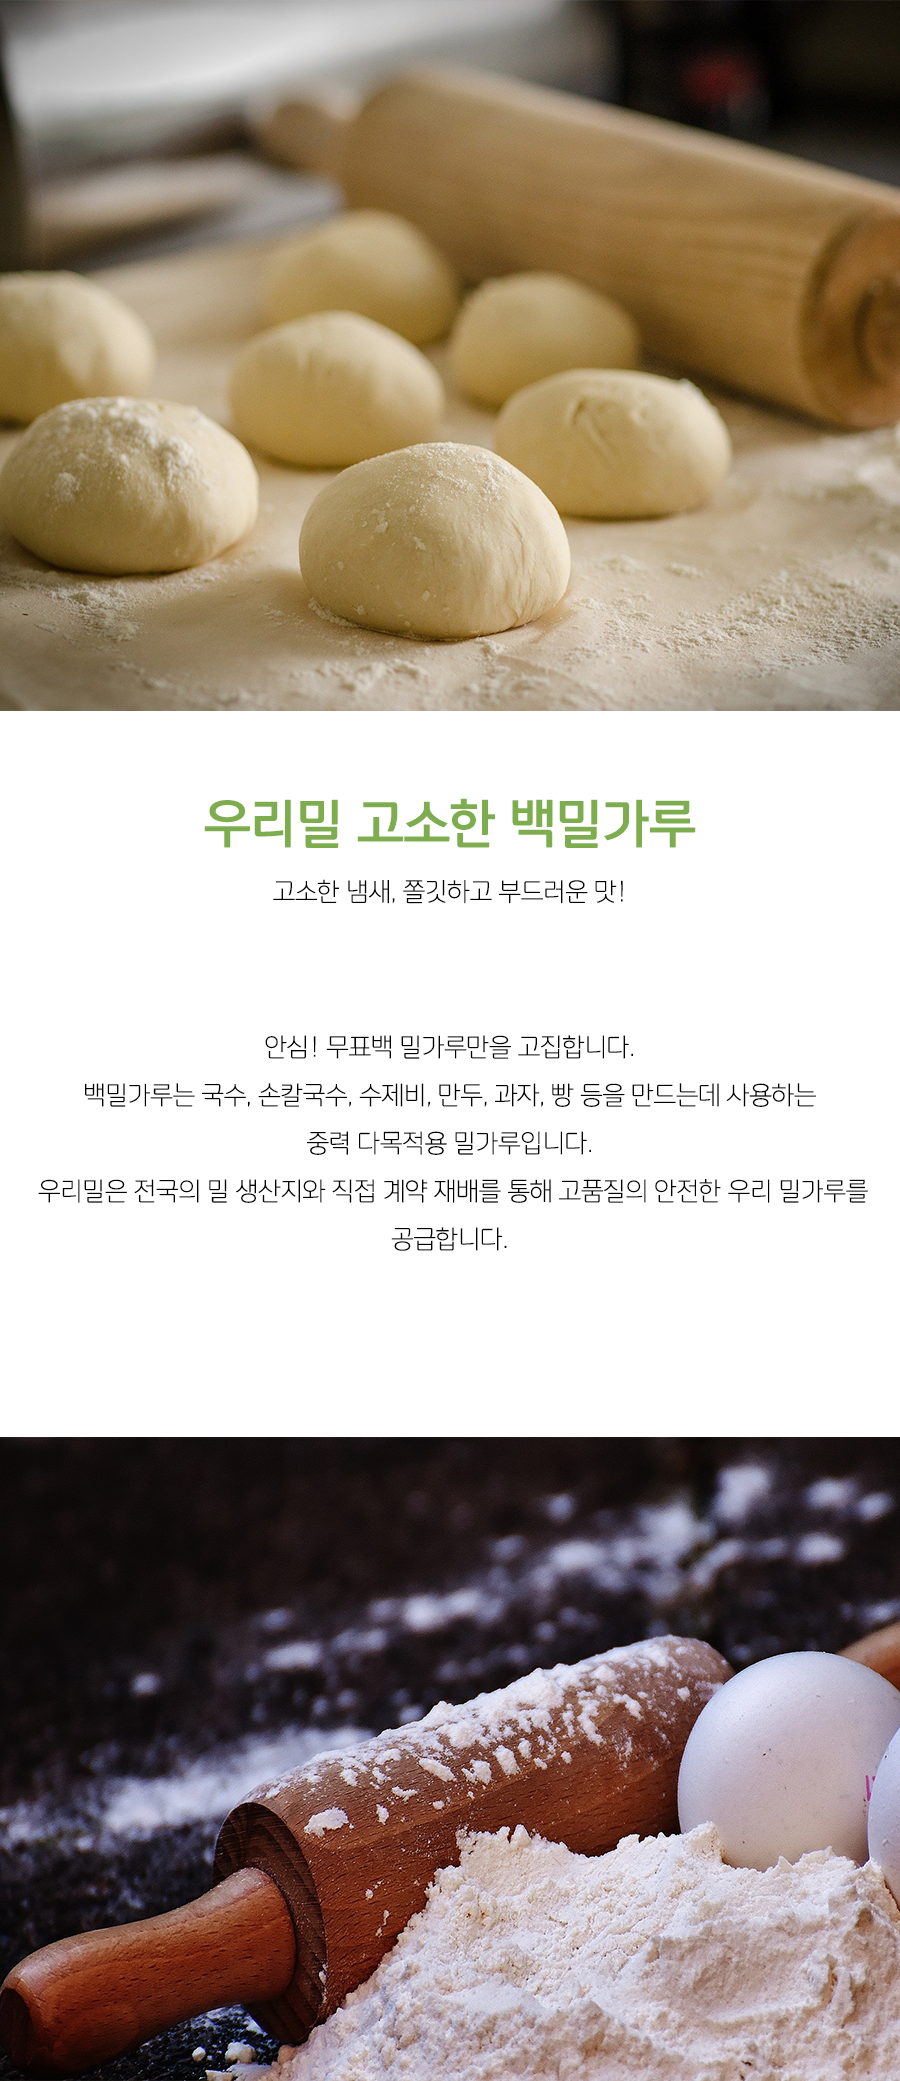 우리밀 고소한 백밀가루
고소한 냄새, 쫄깃하고 부드러운 맛!
안심! 무표백 밀가루만을 고집합니다.
백밀가루는 국수, 손칼국수, 수제비, 만두, 과자, 빵 등을 만드는데 사용하는
중력 다목적용 밀가루입니다.
우리밀은 전국의 밀 생산지와 직접 계약 재배를 통해 고품질의 안전한 우리 밀가루를
공급합니다.